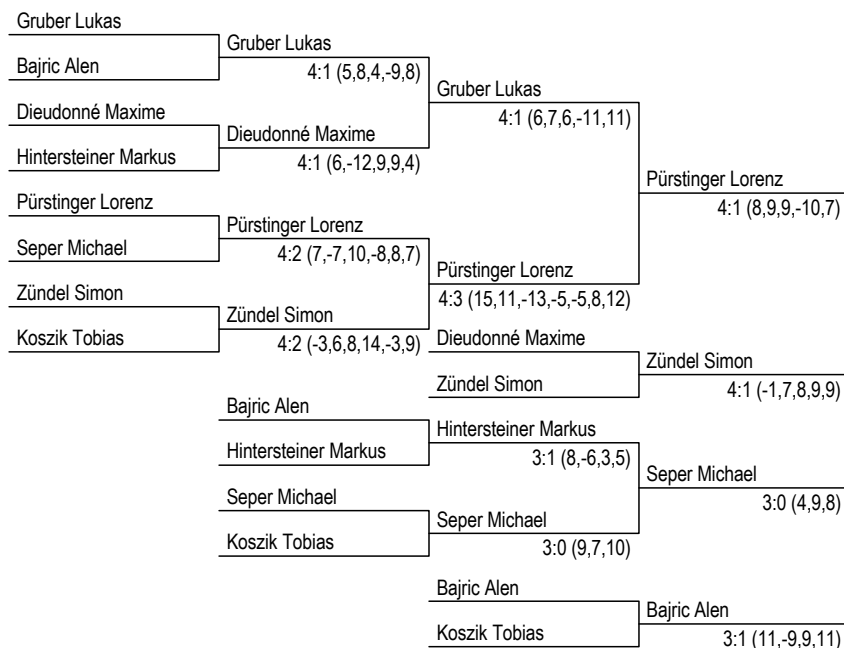 Gruber Lukas
Gruber Lukas
Bajric Alen
4:1 (5,8,4,-9,8)
Gruber Lukas
Dieudonné Maxime
4:1 (6,7,6,-11,11)
Dieudonné Maxime
Hintersteiner Markus
4:1 (6,-12,9,9,4)
Pürstinger Lorenz
Pürstinger Lorenz
4:1 (8,9,9,-10,7)
Pürstinger Lorenz
Seper Michael
4:2 (7,-7,10,-8,8,7)
Pürstinger Lorenz
Zündel Simon
4:3 (15,11,-13,-5,-5,8,12)
Zündel Simon
Koszik Tobias
4:2 (-3,6,8,14,-3,9)
Dieudonné Maxime
Zündel Simon
Zündel Simon
4:1 (-1,7,8,9,9)
Bajric Alen
Hintersteiner Markus
Hintersteiner Markus
3:1 (8,-6,3,5)
Seper Michael
Seper Michael
3:0 (4,9,8)
Seper Michael
Koszik Tobias
3:0 (9,7,10)
Bajric Alen
Bajric Alen
Koszik Tobias
3:1 (11,-9,9,11)